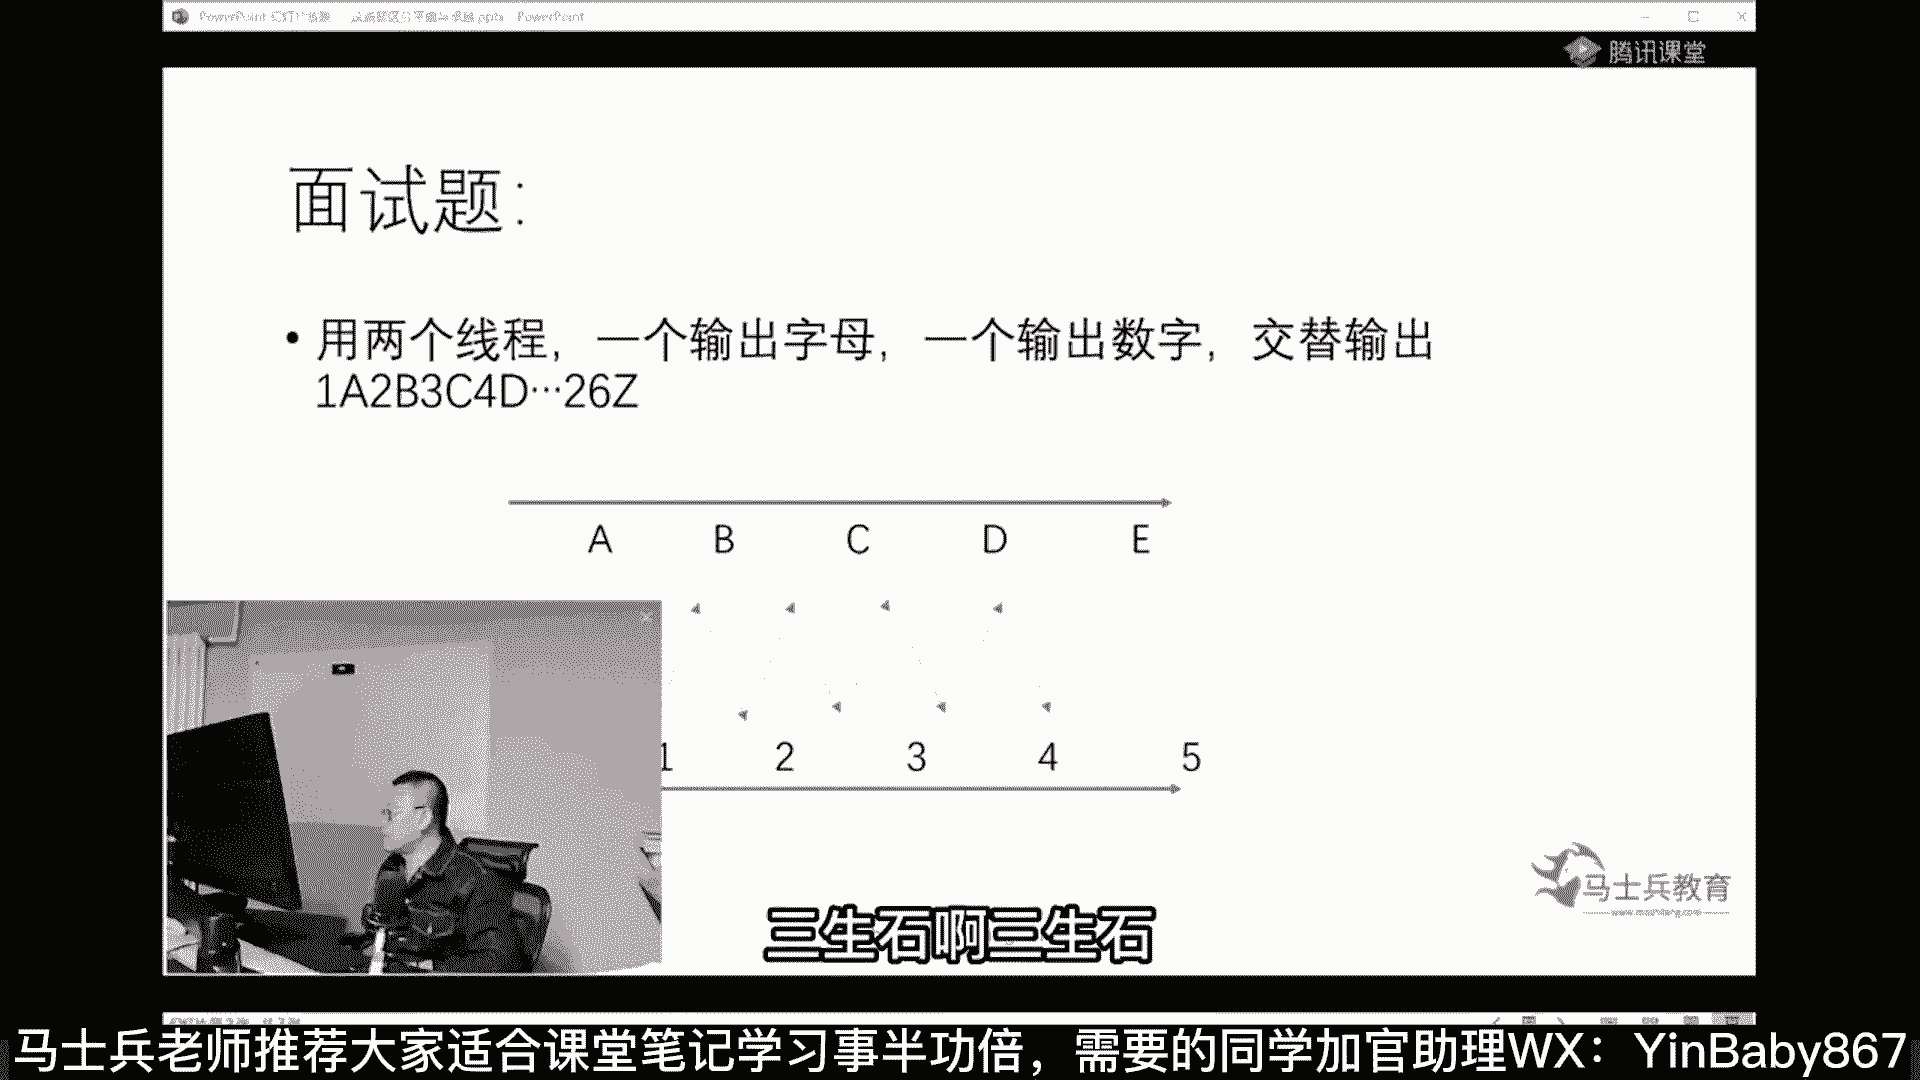 腾讯课堂
面试题：
• 用两个线程，一个输出字母，一个输出数字，交替输出
1A2B3C4D…26Z
A B C D E
1 2 3 4 5
马士兵教育
三生石啊三生石
马士兵老师推荐大家适合课堂笔记学习事半功倍，需要的同学加官助理WX：YinBaby867